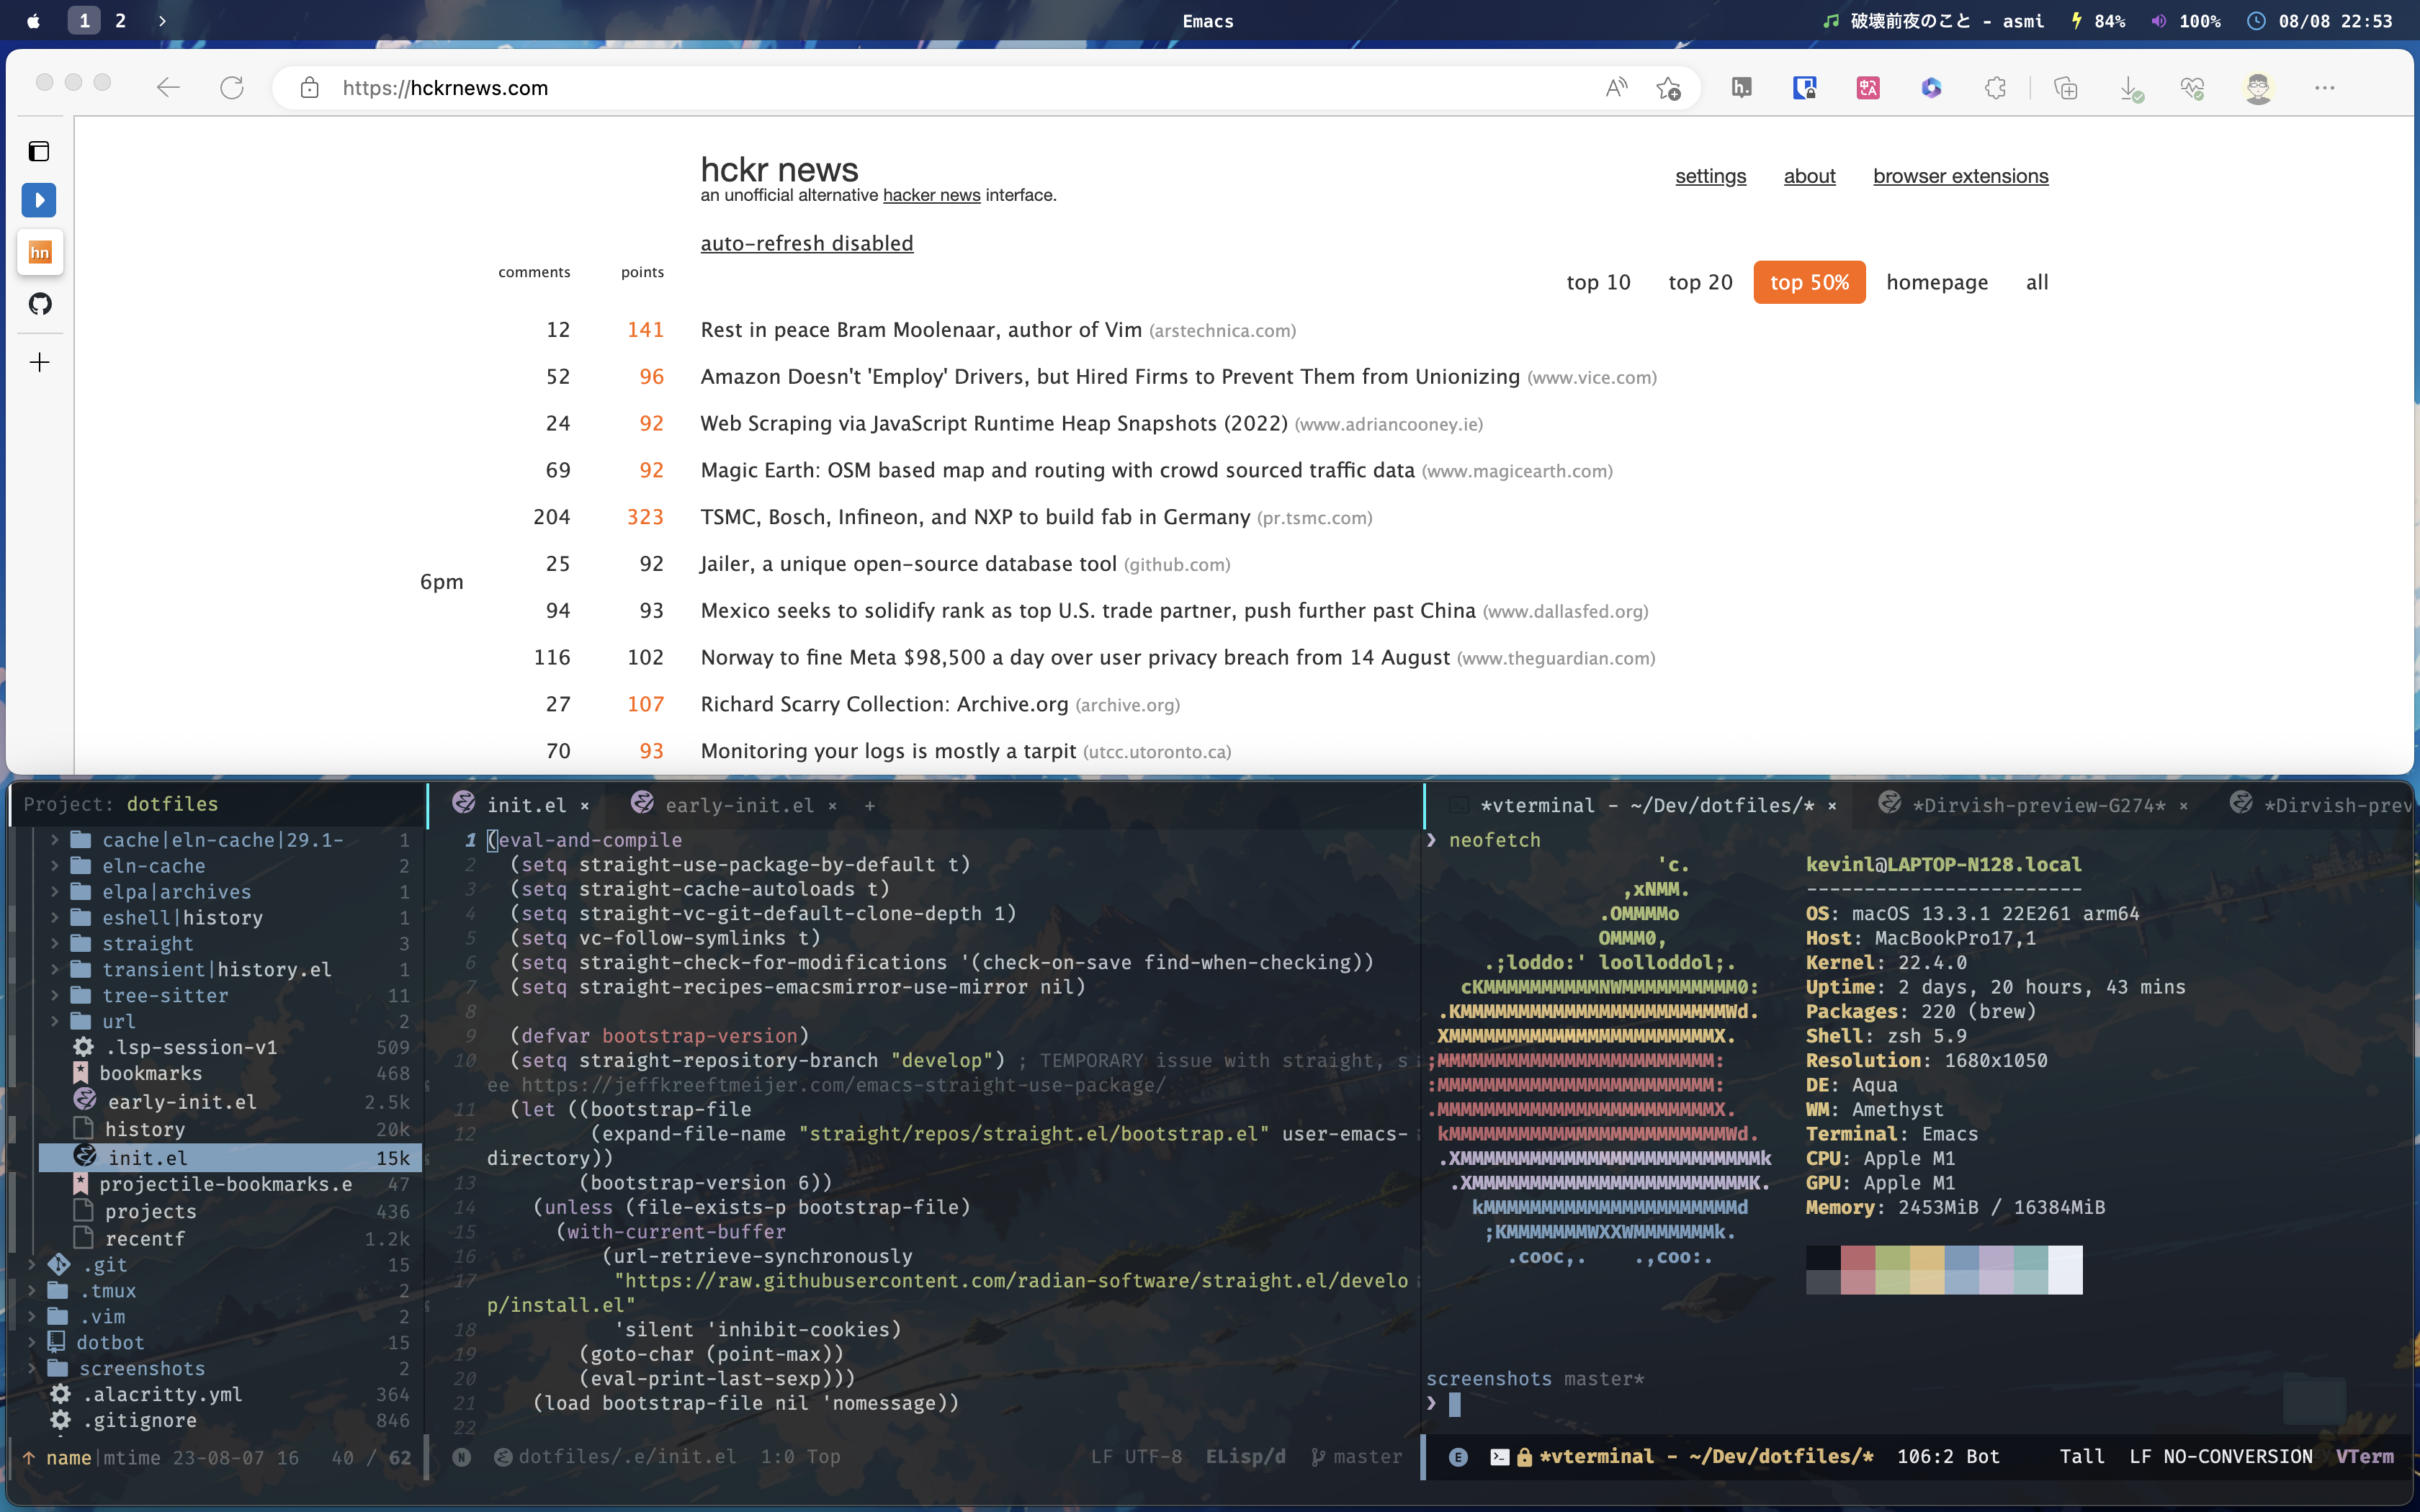 1 2 >
Emacs
破壊前夜のこと - asmi 84% 100% 08/08 22:53
https://hckrnews.com
hn
hckr news
an unofficial alternative hacker news interface.
settings about browser extensions
auto-refresh disabled
comments points
top 10 top 20 top 50% homepage all
12 141 Rest in peace Bram Moolenaar, author of Vim (arstechnica.com)
52 96 Amazon Doesn't 'Employ' Drivers, but Hired Firms to Prevent Them from Unionizing (www.vice.com)
24 92 Web Scraping via JavaScript Runtime Heap Snapshots (2022) (www.adriancooney.ie)
69 92 Magic Earth: OSM based map and routing with crowd sourced traffic data (www.magicearth.com)
204 323 TSMC, Bosch, Infineon, and NXP to build fab in Germany (pr.tsmc.com)
25 92 Jailer, a unique open-source database tool (github.com)
6pm
94 93 Mexico seeks to solidify rank as top U.S. trade partner, push further past China (www.dallasfed.org)
116 102 Norway to fine Meta $98,500 a day over user privacy breach from 14 August (www.theguardian.com)
27 107 Richard Scarry Collection: Archive.org (archive.org)
70 93 Monitoring your logs is mostly a tarpit (utcc.utoronto.ca)
Project: dotfiles
> cache|eln-cache|29.1- 1
> eln-cache 2
> elpa|archives 1
> eshell|history 1
> straight 3
> transient|history.el 1
> tree-sitter 11
> url 2
.lsp-session-v1 509
bookmarks 468
early-init.el 2.5k
history 20k
init.el 15k
projectile-bookmarks.e 47
projects 436
recentf 1.2k
> .git 15
> .tmux 2
> .vim 2
> dotbot 15
> screenshots 2
.alacritty.yml 364
.gitignore 846
↑ name|mtime 23-08-07 16 40 / 62
init.el × early-init.el × +
1 (eval-and-compile
2 (setq straight-use-package-by-default t)
3 (setq straight-cache-autoloads t)
4 (setq straight-vc-git-default-clone-depth 1)
5 (setq vc-follow-symlinks t)
6 (setq straight-check-for-modifications '(check-on-save find-when-checking))
7 (setq straight-recipes-emacsmirror-use-mirror nil)
8
9 (defvar bootstrap-version)
10 (setq straight-repository-branch "develop") ; TEMPORARY issue with straight, s
ee https://jeffkreeftmeijer.com/emacs-straight-use-package/
11 (let ((bootstrap-file
12 (expand-file-name "straight/repos/straight.el/bootstrap.el" user-emacs-
directory))
13 (bootstrap-version 6))
14 (unless (file-exists-p bootstrap-file)
15 (with-current-buffer
16 (url-retrieve-synchronously
17 "https://raw.githubusercontent.com/radian-software/straight.el/develo
p/install.el"
18 'silent 'inhibit-cookies)
19 (goto-char (point-max))
20 (eval-print-last-sexp)))
21 (load bootstrap-file nil 'nomessage))
22
N dotfiles/.e/init.el 1:0 Top LF UTF-8 ELisp/d master
*vterminal - ~/Dev/dotfiles/* × *Dirvish-preview-G274* × *Dirvish-prev
❯ neofetch
'c.
,xNMM.
.OMMMMo
OMMM0,
.;loddo:' loolloddol;.
cKMMMMMMMMMMNWMMMMMMMMMM0:
.KMMMMMMMMMMMMMMMMMMMMMMMWd.
XMMMMMMMMMMMMMMMMMMMMMMMX.
;MMMMMMMMMMMMMMMMMMMMMMMM:
:MMMMMMMMMMMMMMMMMMMMMMMM:
.MMMMMMMMMMMMMMMMMMMMMMMMX.
kMMMMMMMMMMMMMMMMMMMMMMMMWd.
.XMMMMMMMMMMMMMMMMMMMMMMMMMMk
.XMMMMMMMMMMMMMMMMMMMMMMMMK.
kMMMMMMMMMMMMMMMMMMMMMMd
;KMMMMMMMWXXWMMMMMMMk.
.cooc,. .,coo:.
kevinl@LAPTOP-N128.local
------------------------
OS: macOS 13.3.1 22E261 arm64
Host: MacBookPro17,1
Kernel: 22.4.0
Uptime: 2 days, 20 hours, 43 mins
Packages: 220 (brew)
Shell: zsh 5.9
Resolution: 1680x1050
DE: Aqua
WM: Amethyst
Terminal: Emacs
CPU: Apple M1
GPU: Apple M1
Memory: 2453MiB / 16384MiB
screenshots master*
❯
E *vterminal - ~/Dev/dotfiles/* 106:2 Bot Tall LF NO-CONVERSION VTerm